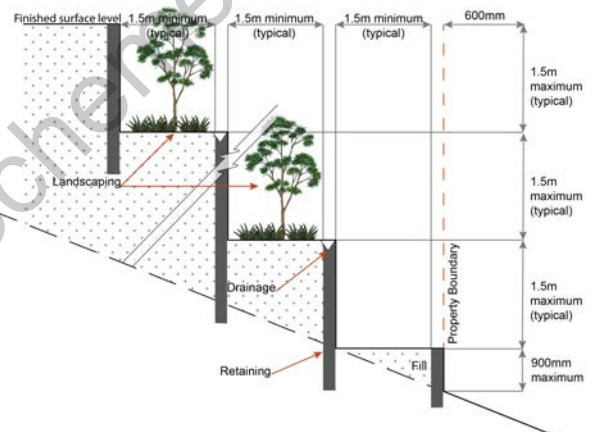 Finished surface level
1.5m minimum
(typical)
1.5m minimum
(typical)
1.5m minimum
(typical)
600mm
1.5m
maximum
(typical)
Landscaping
1.5m
maximum
(typical)
Drainage
Property Boundary
1.5m
maximum
(typical)
Retaining
Fill
900mm
maximum